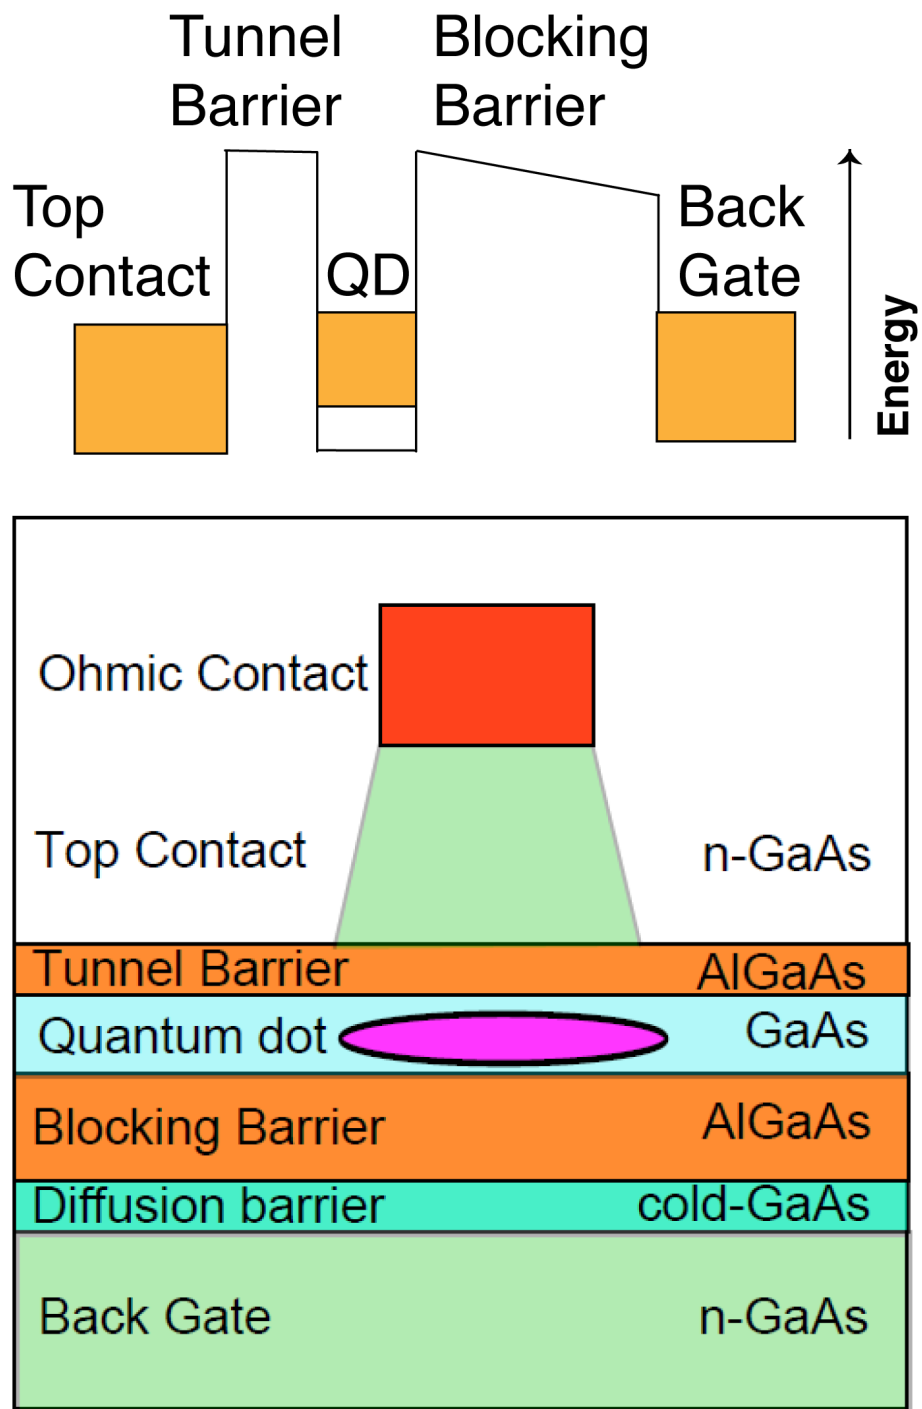 Tunnel Barrier
Blocking Barrier
Top Contact
QD
Back Gate
Energy
Ohmic Contact
Top Contact n-GaAs
Tunnel Barrier AlGaAs
Quantum dot GaAs
Blocking Barrier AlGaAs
Diffusion barrier cold-GaAs
Back Gate n-GaAs